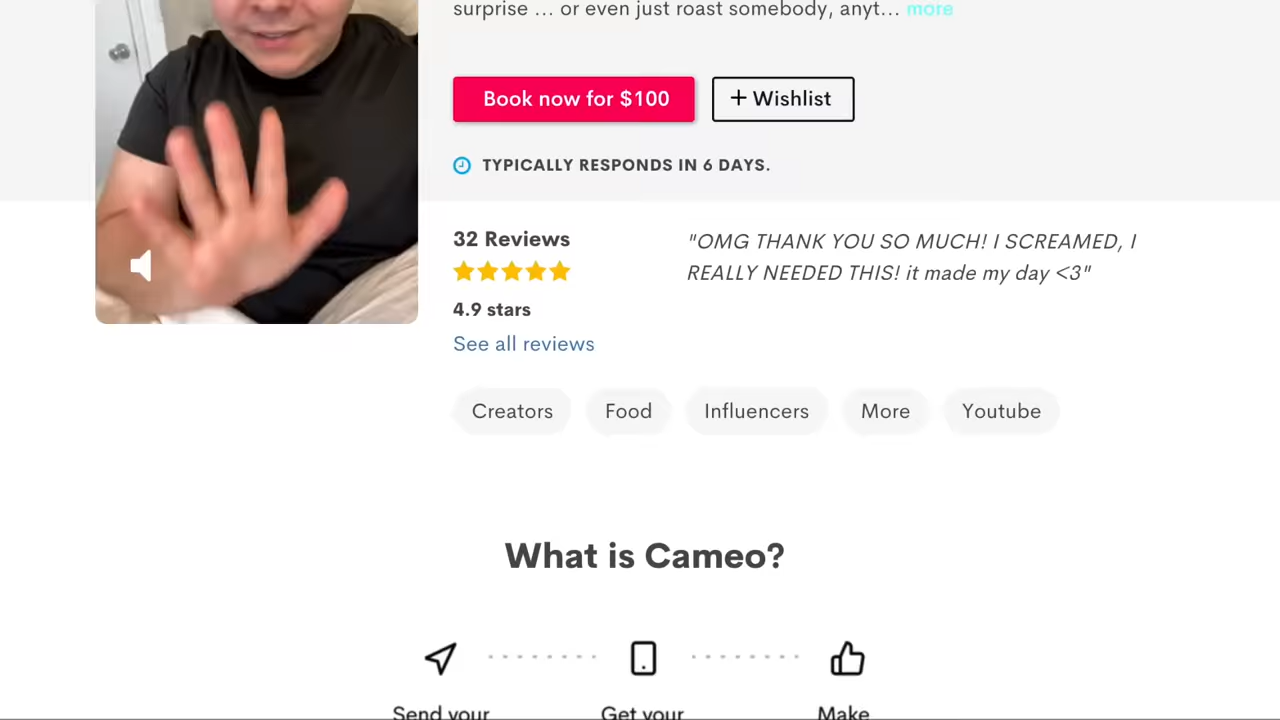 surprise ... or even just roast somebody, anyt... more
Book now for $100
+ Wishlist
TYPICALLY RESPONDS IN 6 DAYS.
32 Reviews
4.9 stars
See all reviews
"OMG THANK YOU SO MUCH! I SCREAMED, I
REALLY NEEDED THIS! it made my day <3"
Creators
Food
Influencers
More
Youtube
What is Cameo?
Send your
Get your
Make